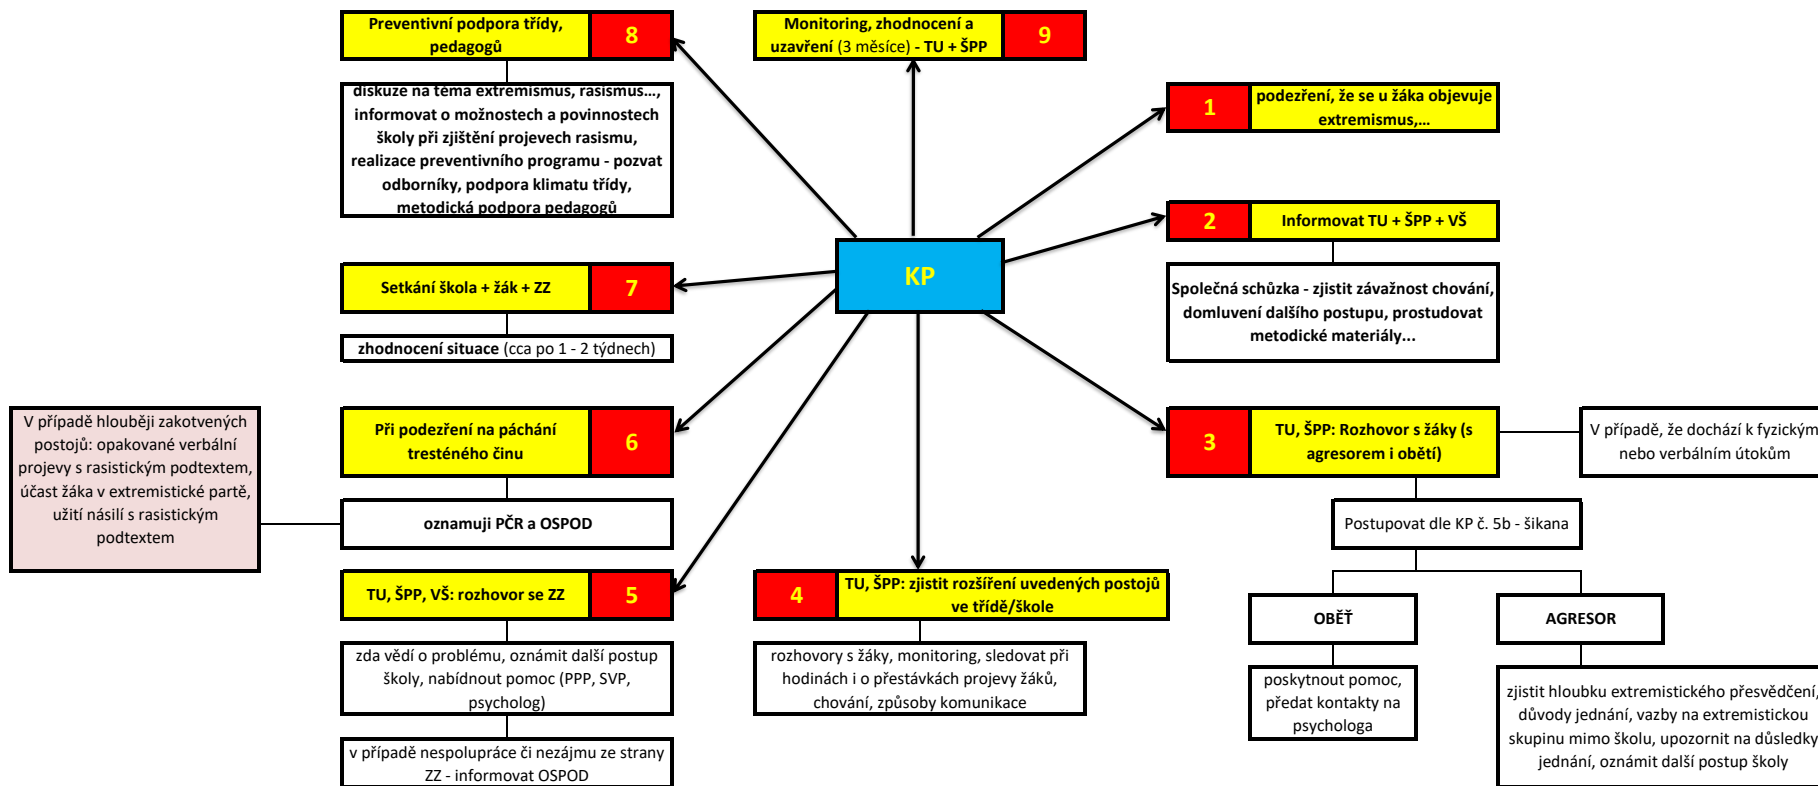 Preventivní podpora třídy,
pedagogů
8
diskuze na téma extremismus, rasismus…,
informovat o možnostech a povinnostech
školy při zjištění projevech rasismu,
realizace preventivního programu - pozvat
odborníky, podpora klimatu třídy,
metodická podpora pedagogů
Monitoring, zhodnocení a
uzavření (3 měsíce) - TU + ŠPP
9
1
podezření, že se u žáka objevuje
extremismus,…
2
Informovat TU + ŠPP + VŠ
Společná schůzka - zjistit závažnost chování,
domluvení dalšího postupu, prostudovat
metodické materiály...
KP
Setkání škola + žák + ZZ
7
zhodnocení situace (cca po 1 - 2 týdnech)
V případě hlouběji zakotvených
postojů: opakované verbální
projevy s rasistickým podtextem,
účast žáka v extremistické partě,
užití násilí s rasistickým
podtextem
Při podezření na páchání
tresténého činu
6
oznamuji PČR a OSPOD
3
TU, ŠPP: Rozhovor s žáky (s
agresorem i obětí)
V případě, že dochází k fyzickým
nebo verbálním útokům
Postupovat dle KP č. 5b - šikana
OBĚŤ
AGRESOR
poskytnout pomoc,
předat kontakty na
psychologa
zjistit hloubku extremistického přesvědčení,
důvody jednání, vazby na extremistickou
skupinu mimo školu, upozornit na důsledky
jednání, oznámit další postup školy
4
TU, ŠPP: zjistit rozšíření uvedených postojů
ve třídě/škole
rozhovory s žáky, monitoring, sledovat při
hodinách i o přestávkách projevy žáků,
chování, způsoby komunikace
TU, ŠPP, VŠ: rozhovor se ZZ
5
zda vědí o problému, oznámit další postup
školy, nabídnout pomoc (PPP, SVP,
psycholog)
v případě nespolupráce či nezájmu ze strany
ZZ - informovat OSPOD